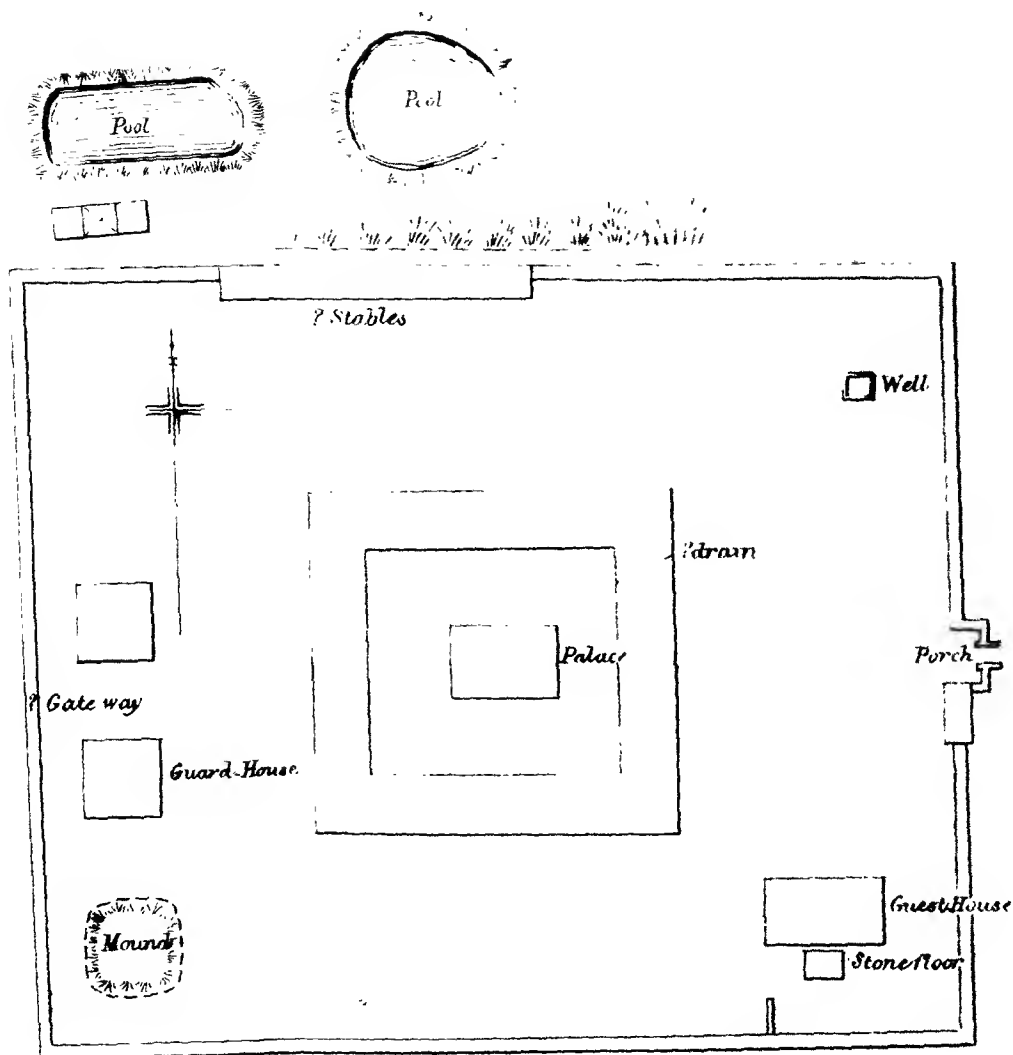 Pool
Pool
? Stables
N
Well
?drain
Palace
Porch
? Gate way
Guard-House
Guest House
Mound
Stone floor